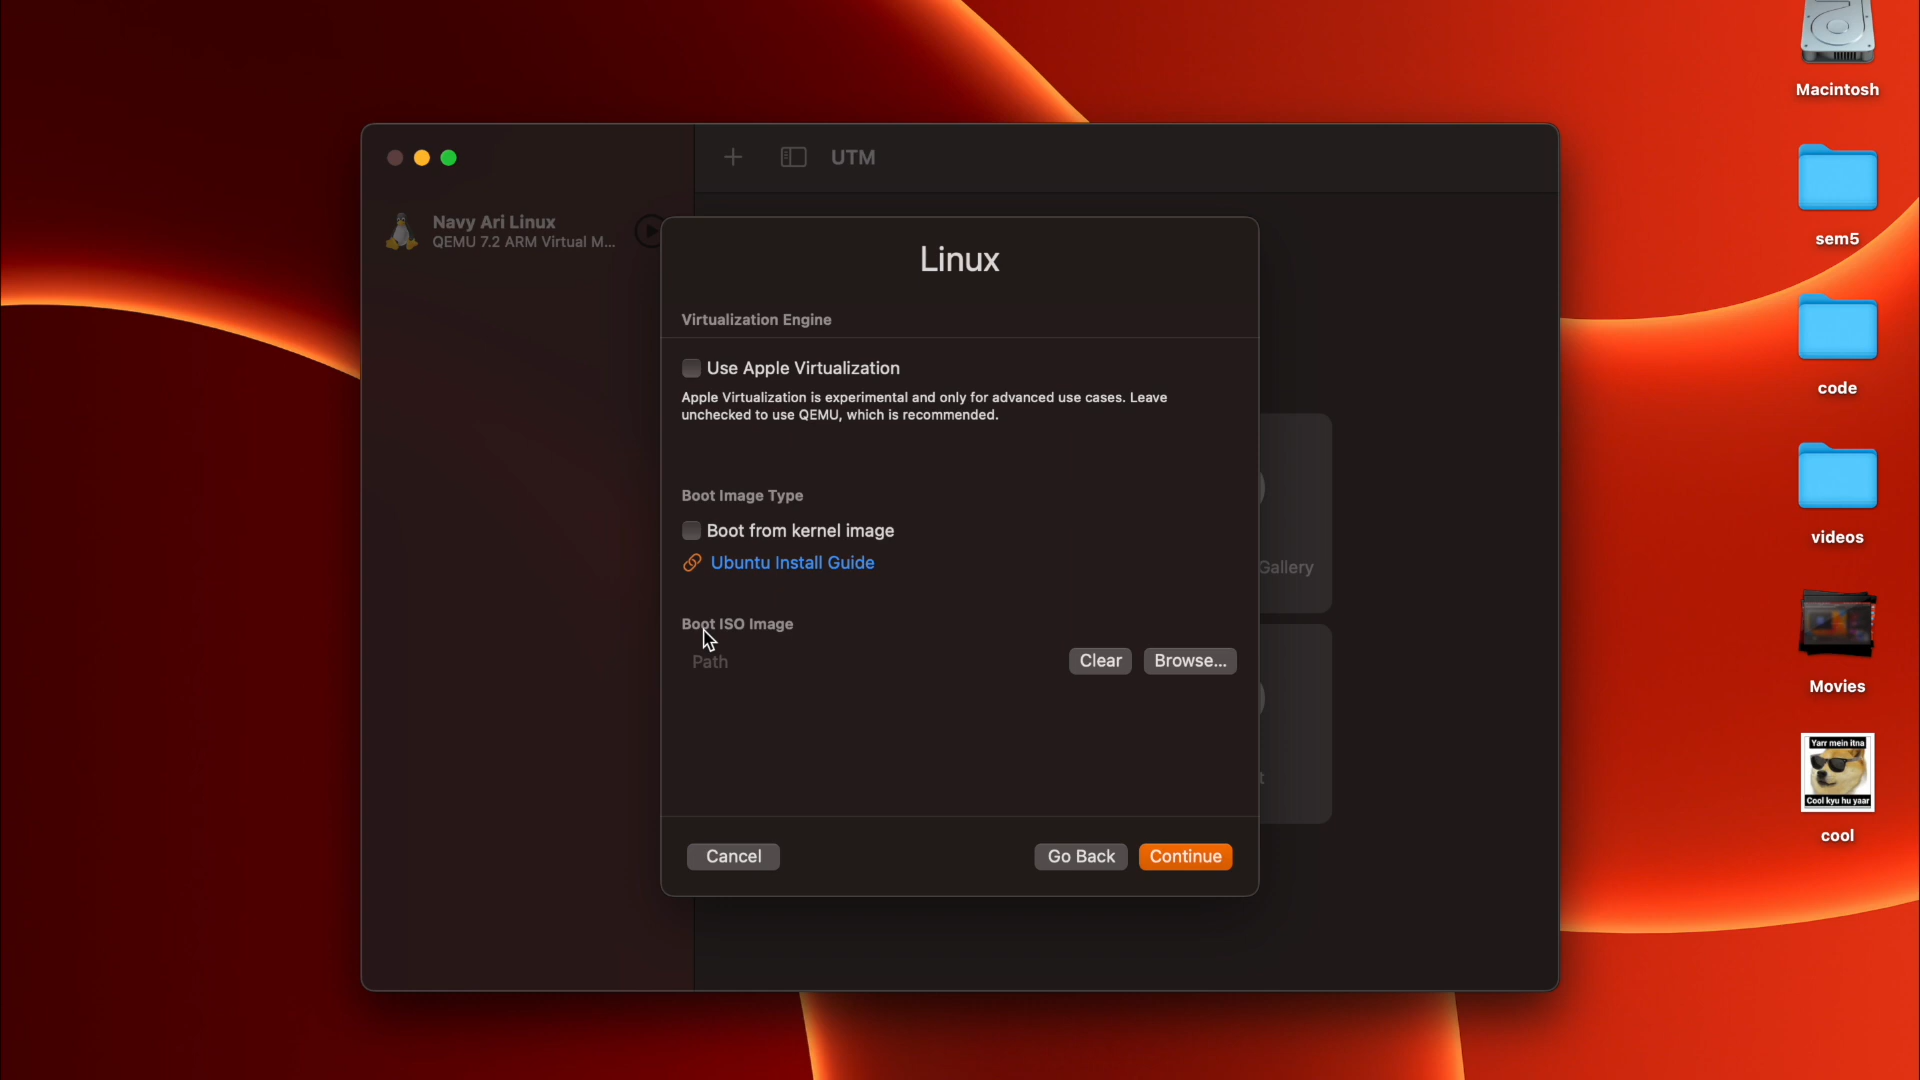 UTM
Navy Ari Linux
QEMU 7.2 ARM Virtual M...
Linux
Virtualization Engine
Use Apple Virtualization
Apple Virtualization is experimental and only for advanced use cases. Leave
unchecked to use QEMU, which is recommended.
Boot Image Type
Boot from kernel image
Ubuntu Install Guide
Boot ISO Image
Path
Clear
Browse...
Cancel
Go Back
Continue
Gallery
t
Macintosh
sem5
code
videos
Movies
Yarr mein itna
Cool kyu hu yaar
cool